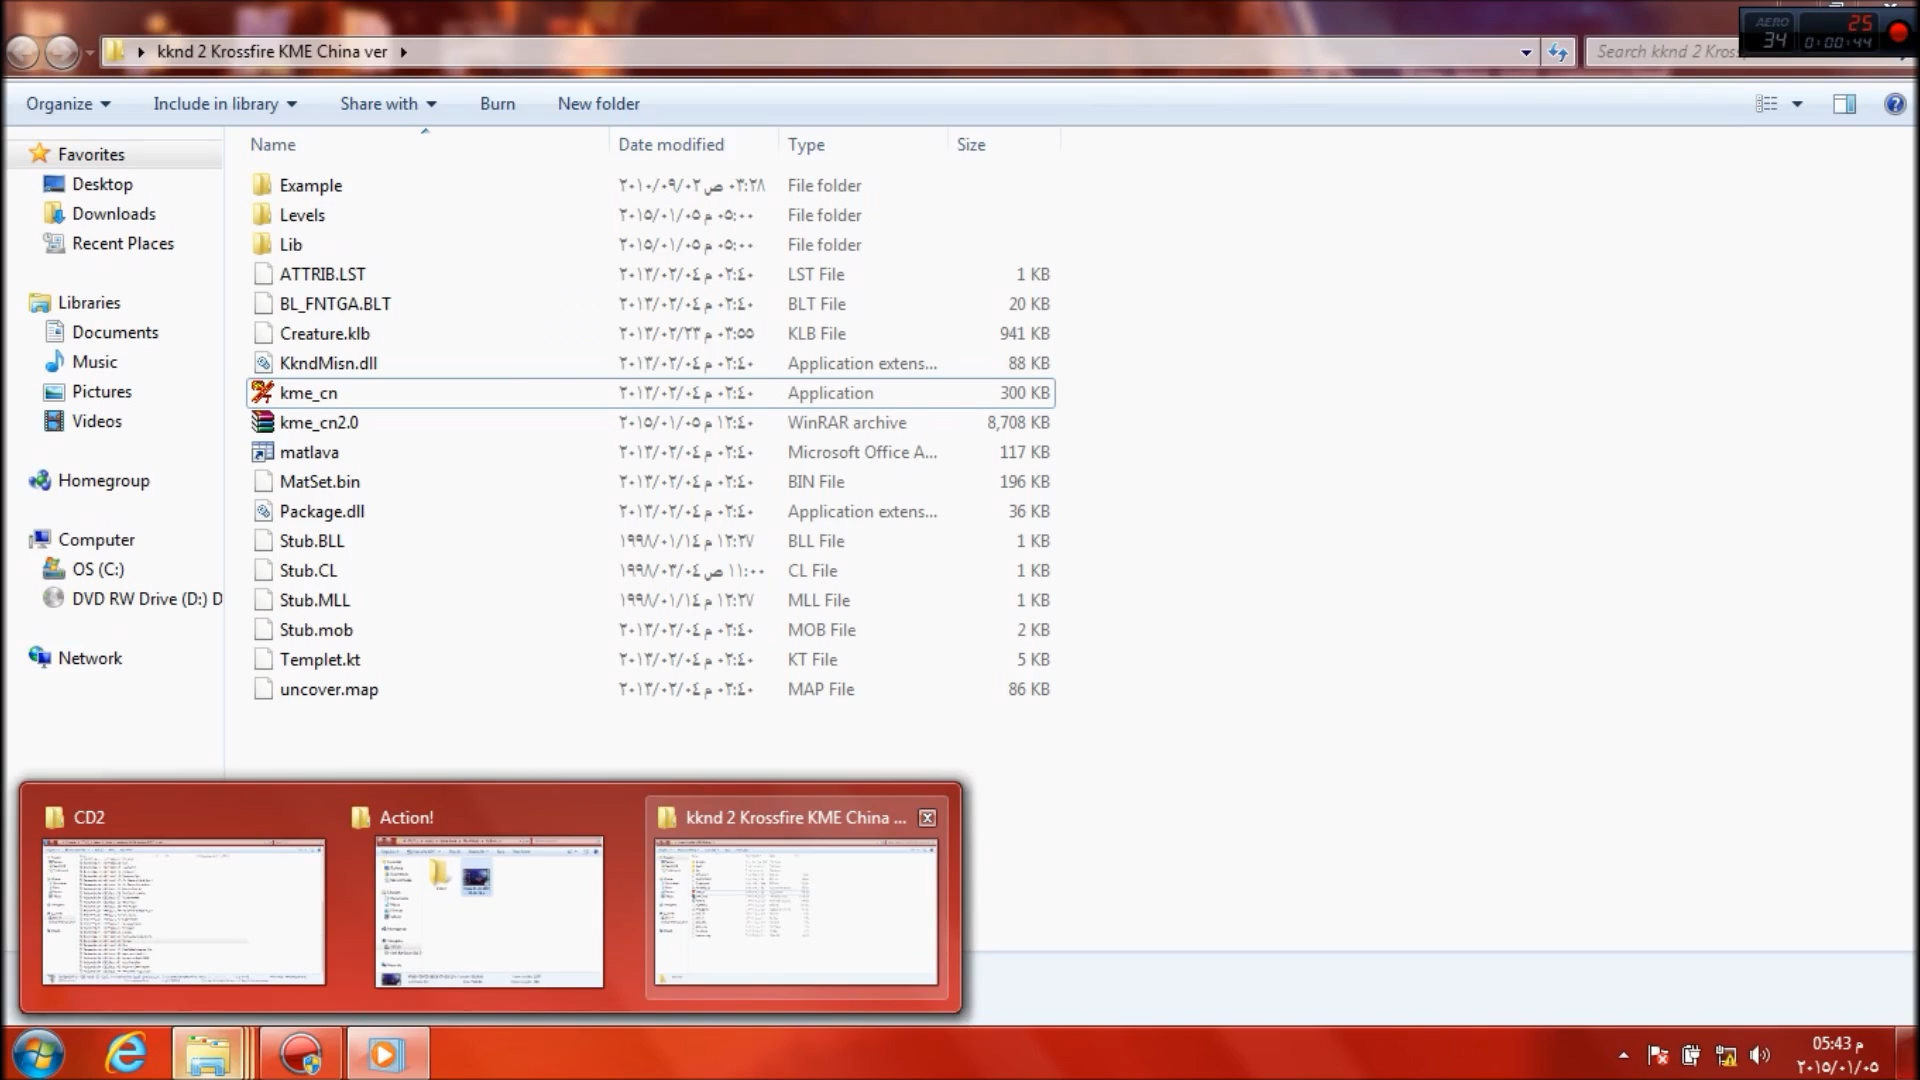 kknd 2 Krossfire KME China ver
Search kknd 2 Kros
AERO 25
34 0:00:44
Organize Include in library Share with Burn New folder
Name Date modified Type Size
Favorites
Desktop
Downloads
Recent Places
Libraries
Documents
Music
Pictures
Videos
Homegroup
Computer
OS (C:)
DVD RW Drive (D:) D
Network
Example ٢٠١٠/٠٩/٠٢ ص ٠٣:٢٨ File folder
Levels ٢٠١٥/٠١/٠٥ م ٠٥:٠٠ File folder
Lib ٢٠١٥/٠١/٠٥ م ٠٥:٠٠ File folder
ATTRIB.LST ٢٠١٣/٠٢/٠٤ م ٠٢:٤٠ LST File 1 KB
BL_FNTGA.BLT ٢٠١٣/٠٢/٠٤ م ٠٢:٤٠ BLT File 20 KB
Creature.klb ٢٠١٣/٠٢/٢٣ م ٠٣:٥٥ KLB File 941 KB
KkndMisn.dll ٢٠١٣/٠٢/٠٤ م ٠٢:٤٠ Application extens... 88 KB
kme_cn ٢٠١٣/٠٢/٠٤ م ٠٢:٤٠ Application 300 KB
kme_cn2.0 ٢٠١٥/٠١/٠٥ م ١٢:٤٠ WinRAR archive 8,708 KB
matlava ٢٠١٣/٠٢/٠٤ م ٠٢:٤٠ Microsoft Office A... 117 KB
MatSet.bin ٢٠١٣/٠٢/٠٤ م ٠٢:٤٠ BIN File 196 KB
Package.dll ٢٠١٣/٠٢/٠٤ م ٠٢:٤٠ Application extens... 36 KB
Stub.BLL ١٩٩٨/٠١/١٤ م ١٢:٢٧ BLL File 1 KB
Stub.CL ١٩٩٨/٠٣/٠٤ ص ١١:٠٠ CL File 1 KB
Stub.MLL ١٩٩٨/٠١/١٤ م ١٢:٢٧ MLL File 1 KB
Stub.mob ٢٠١٣/٠٢/٠٤ م ٠٢:٤٠ MOB File 2 KB
Templet.kt ٢٠١٣/٠٢/٠٤ م ٠٢:٤٠ KT File 5 KB
uncover.map ٢٠١٣/٠٢/٠٤ م ٠٢:٤٠ MAP File 86 KB
CD2 Action! kknd 2 Krossfire KME China ...
05:43 م
٢٠١٥/٠١/٠٥